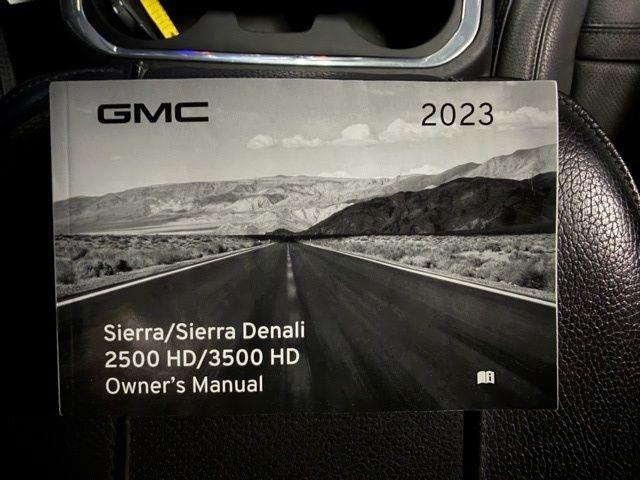 GMC 2023
Sierra/Sierra Denali
2500 HD/3500 HD
Owner's Manual